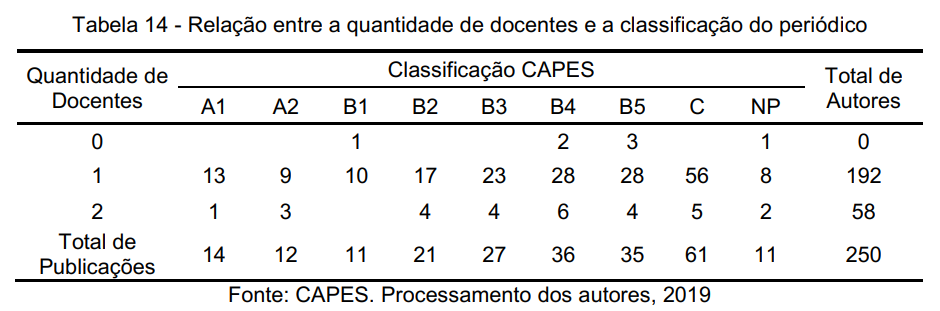 Tabela 14 - Relação entre a quantidade de docentes e a classificação do periódico
Quantidade de Docentes Classificação CAPES Total de Autores
A1 A2 B1 B2 B3 B4 B5 C NP
0 1 2 3 1 0
1 13 9 10 17 23 28 28 56 8 192
2 1 3 4 4 6 4 5 2 58
Total de Publicações 14 12 11 21 27 36 35 61 11 250
Fonte: CAPES. Processamento dos autores, 2019